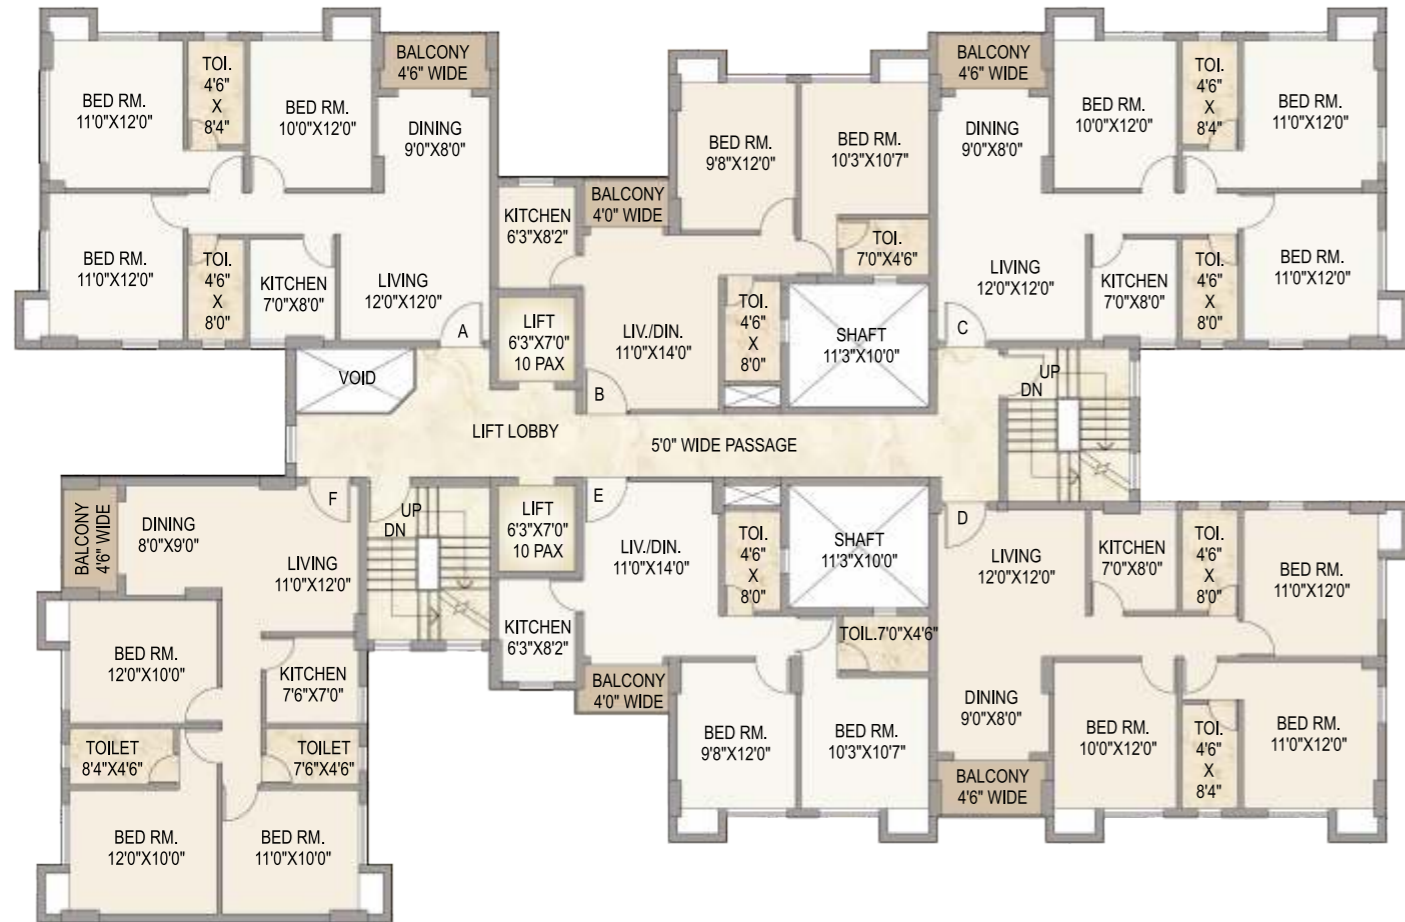 BED RM.
11'0"X12'0"
TOI.
4'6"
X
8'4"
BED RM.
10'0"X12'0"
BALCONY
4'6" WIDE
DINING
9'0"X8'0"
BED RM.
11'0"X12'0"
TOI.
4'6"
X
8'0"
KITCHEN
7'0"X8'0"
LIVING
12'0"X12'0"
A
KITCHEN
6'3"X8'2"
BALCONY
4'0" WIDE
BED RM.
9'8"X12'0"
BED RM.
10'3"X10'7"
TOI.
7'0"X4'6"
LIFT
6'3"X7'0"
10 PAX
LIV./DIN.
11'0"X14'0"
TOI.
4'6"
X
8'0"
SHAFT
11'3"X10'0"
B
BALCONY
4'6" WIDE
BED RM.
10'0"X12'0"
TOI.
4'6"
X
8'4"
BED RM.
11'0"X12'0"
DINING
9'0"X8'0"
LIVING
12'0"X12'0"
KITCHEN
7'0"X8'0"
TOI.
4'6"
X
8'0"
BED RM.
11'0"X12'0"
C
UP
DN
VOID
LIFT LOBBY
5'0" WIDE PASSAGE
F
BALCONY
4'6" WIDE
DINING
8'0"X9'0"
LIVING
11'0"X12'0"
UP
DN
BED RM.
12'0"X10'0"
KITCHEN
7'6"X7'0"
TOILET
8'4"X4'6"
TOILET
7'6"X4'6"
BED RM.
12'0"X10'0"
BED RM.
11'0"X10'0"
LIFT
6'3"X7'0"
10 PAX
E
LIV./DIN.
11'0"X14'0"
TOI.
4'6"
X
8'0"
SHAFT
11'3"X10'0"
KITCHEN
6'3"X8'2"
TOIL.7'0"X4'6"
BALCONY
4'0" WIDE
BED RM.
9'8"X12'0"
BED RM.
10'3"X10'7"
D
LIVING
12'0"X12'0"
KITCHEN
7'0"X8'0"
TOI.
4'6"
X
8'0"
BED RM.
11'0"X12'0"
DINING
9'0"X8'0"
BED RM.
10'0"X12'0"
TOI.
4'6"
X
8'4"
BED RM.
11'0"X12'0"
BALCONY
4'6" WIDE